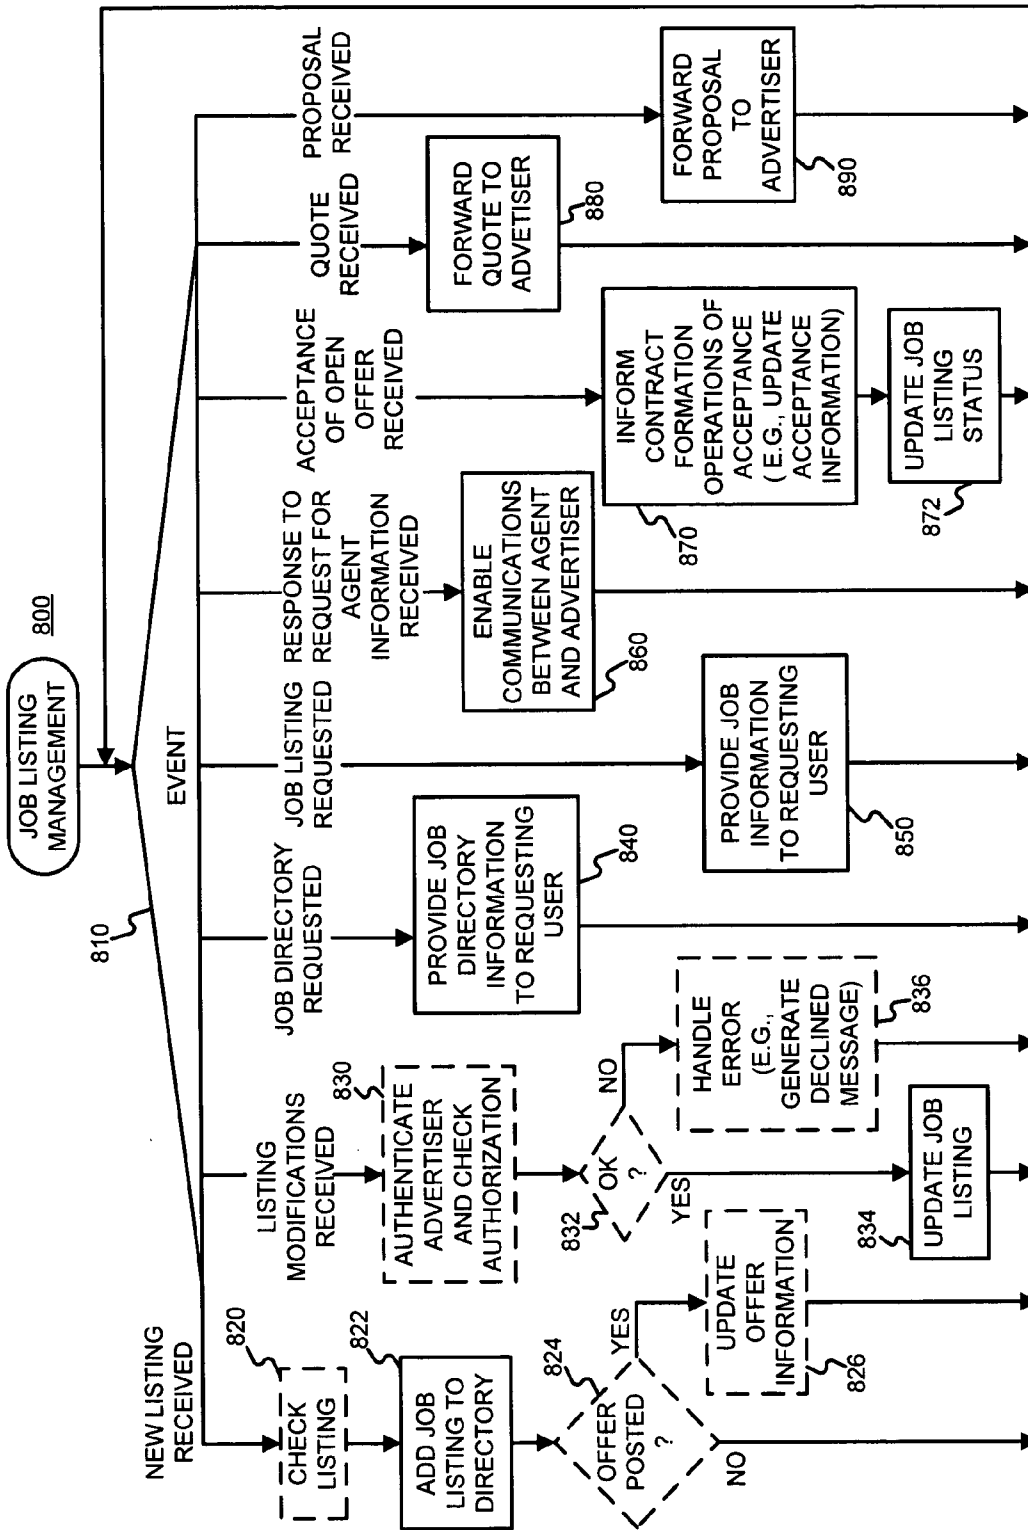 JOB LISTING
MANAGEMENT
800
810
EVENT
NEW LISTING
RECEIVED
820
CHECK
LISTING
822
ADD JOB
LISTING TO
DIRECTORY
824
OFFER
POSTED
?
YES
NO
UPDATE
OFFER
INFORMATION
826
LISTING
MODIFICATIONS
RECEIVED
830
AUTHENTICATE
ADVERTISER
AND CHECK
AUTHORIZATION
832
OK
?
NO
YES
834
UPDATE JOB
LISTING
HANDLE
ERROR
(E.G.,
GENERATE
DECLINED
MESSAGE)
836
JOB DIRECTORY
REQUESTED
PROVIDE JOB
DIRECTORY
INFORMATION
TO REQUESTING
USER
840
JOB LISTING
REQUESTED
PROVIDE JOB
INFORMATION
TO REQUESTING
USER
850
RESPONSE TO
REQUEST FOR
AGENT
INFORMATION
RECEIVED
ENABLE
COMMUNICATIONS
BETWEEN AGENT
AND ADVERTISER
860
ACCEPTANCE
OF OPEN
OFFER
RECEIVED
INFORM
CONTRACT
FORMATION
OPERATIONS OF
ACCEPTANCE
( E.G., UPDATE
ACCEPTANCE
INFORMATION)
870
UPDATE JOB
LISTING
STATUS
872
QUOTE
RECEIVED
FORWARD
QUOTE TO
ADVETISER
880
PROPOSAL
RECEIVED
FORWARD
PROPOSAL
TO
ADVERTISER
890